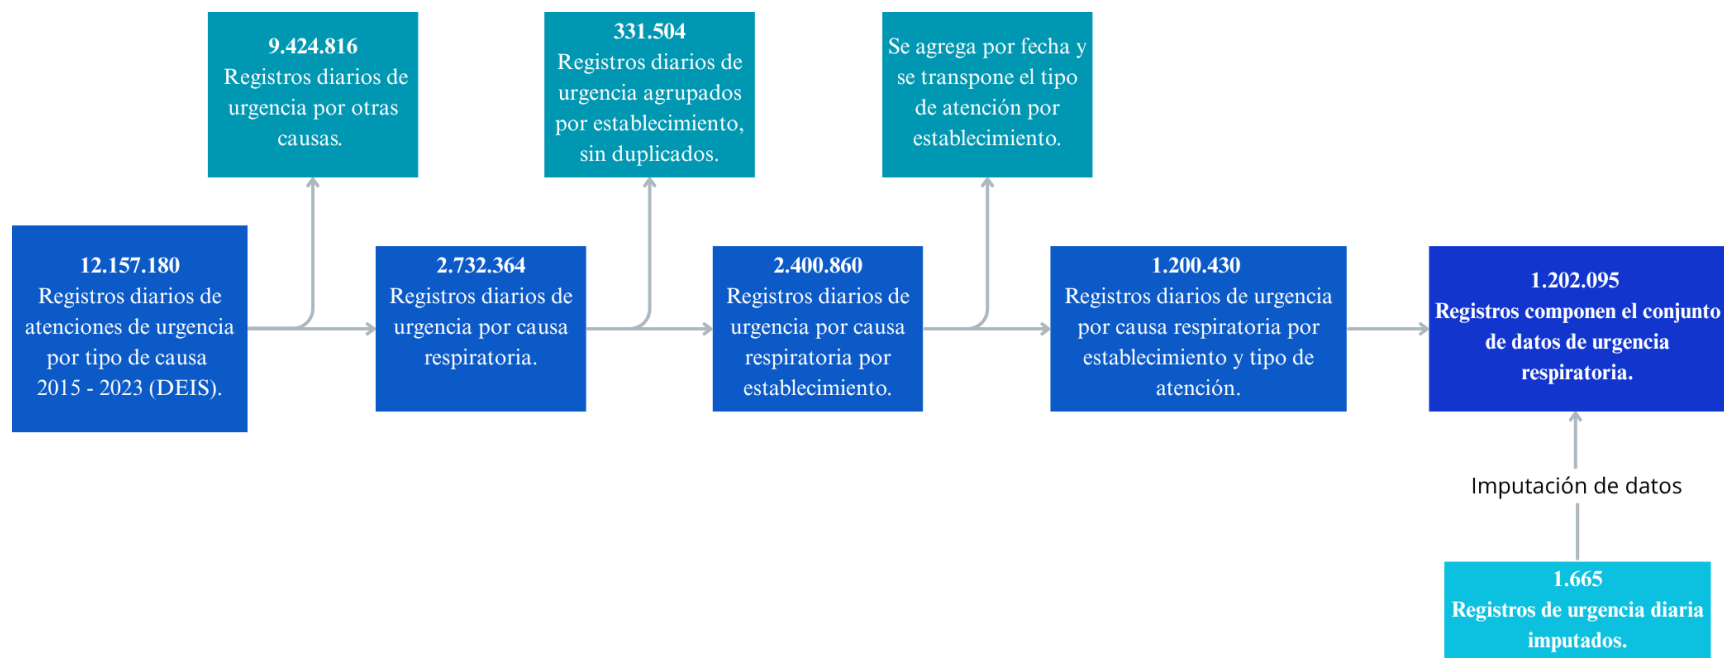 9.424.816
Registros diarios de
urgencia por otras
causas.
331.504
Registros diarios de
urgencia agrupados
por establecimiento,
sin duplicados.
Se agrega por fecha y
se transpone el tipo
de atención por
establecimiento.
12.157.180
Registros diarios de
atenciones de urgencia
por tipo de causa
2015 - 2023 (DEIS).
2.732.364
Registros diarios de
urgencia por causa
respiratoria.
2.400.860
Registros diarios de
urgencia por causa
respiratoria por
establecimiento.
1.200.430
Registros diarios de urgencia
por causa respiratoria por
establecimiento y tipo de
atención.
1.202.095
Registros componen el conjunto
de datos de urgencia
respiratoria.
Imputación de datos
1.665
Registros de urgencia diaria
imputados.